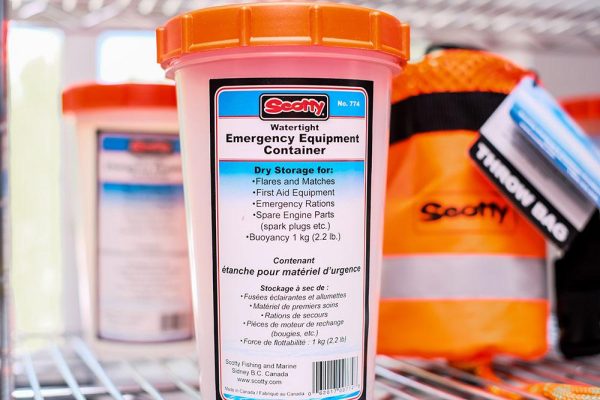 Scotty
No. 774
Watertight
Emergency Equipment
Container
Dry Storage for:
•Flares and Matches
•First Aid Equipment
•Emergency Rations
•Spare Engine Parts
(spark plugs etc.)
•Buoyancy 1 kg (2.2 lb.)
Contenant
étanche pour matériel d'urgence
Stockage à sec de :
•Fusées éclairantes et allumettes
•Matériel de premiers soins
•Rations de secours
•Pièces de moteur de rechange
(bougies, etc.)
•Force de flottabilité : 1 kg (2,2 lb)
Scotty Fishing and Marine
Sidney B.C. Canada
www.scotty.com
Made in Canada / Fabriqué au Canada
Scotty
Scotty
THROW BAG